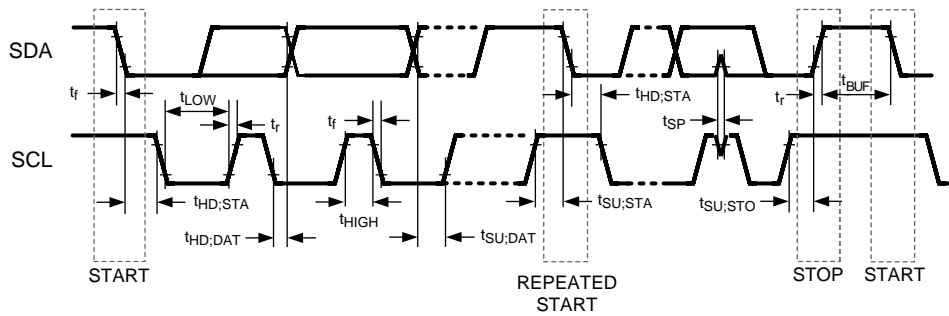 SDA
t_f
t_LOW
t_r
t_f
t_HD;STA
t_SP
t_r
t_BUF
SCL
t_HD;STA
t_HD;DAT
t_HIGH
t_SU;DAT
t_SU;STA
t_SU;STO
START
REPEATED
START
STOP
START